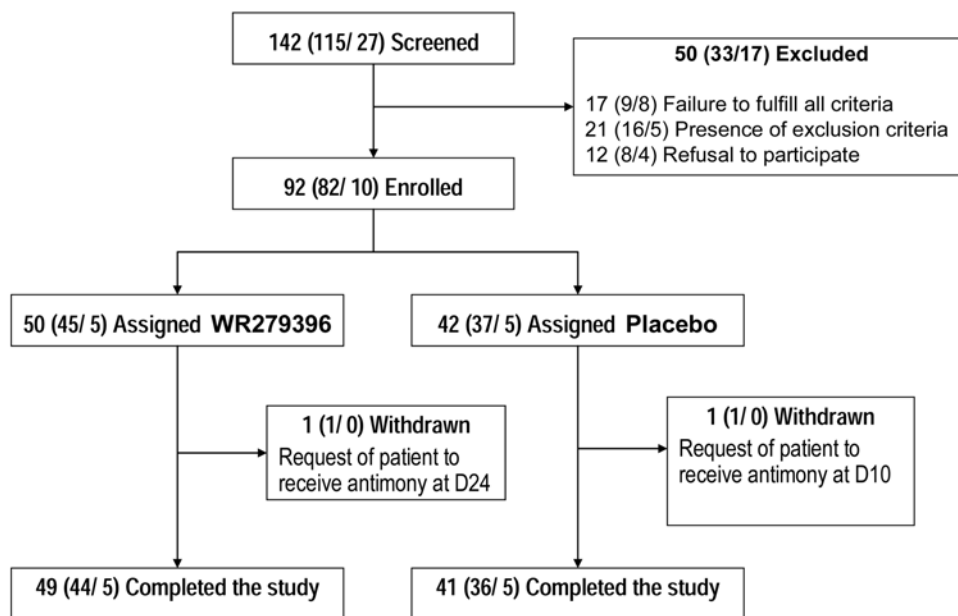 142 (115/ 27) Screened
50 (33/17) Excluded
17 (9/8) Failure to fulfill all criteria
21 (16/5) Presence of exclusion criteria
12 (8/4) Refusal to participate
92 (82/ 10) Enrolled
50 (45/ 5) Assigned WR279396
42 (37/ 5) Assigned Placebo
1 (1/ 0) Withdrawn
Request of patient to
receive antimony at D24
1 (1/ 0) Withdrawn
Request of patient to
receive antimony at D10
49 (44/ 5) Completed the study
41 (36/ 5) Completed the study